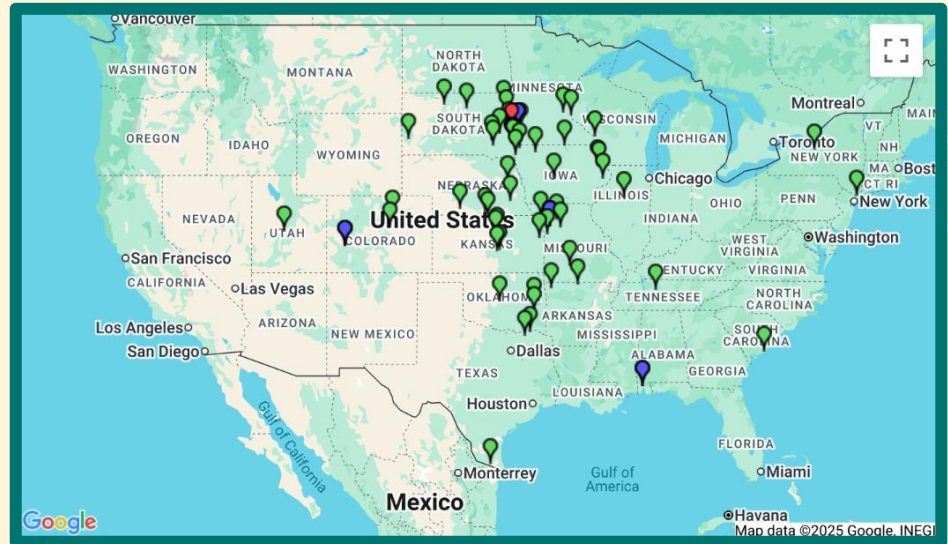 Vancouver
WASHINGTON
MONTANA
NORTH
DAKOTA
MINNESOTA
Montreal
MAI
OREGON
IDAHO
WYOMING
SOUTH
DAKOTA
WISCONSIN
MICHIGAN
Toronto
VT
NH
NEW YORK
MA
Bost
CT RI
NEBRASKA
IOWA
Chicago
ILLINOIS
INDIANA
OHIO
PENN
New York
NEVADA
UTAH
COLORADO
United States
KANSAS
MISSOURI
WEST
VIRGINIA
Washington
San Francisco
CALIFORNIA
Las Vegas
KENTUCKY
VIRGINIA
OKLAHOMA
TENNESSEE
NORTH
CAROLINA
Los Angeles
ARIZONA
NEW MEXICO
ARKANSAS
MISSISSIPPI
SOUTH
CAROLINA
San Diego
Dallas
ALABAMA
GEORGIA
TEXAS
LOUISIANA
Houston
Gulf of California
FLORIDA
Monterrey
Gulf of
America
Miami
Mexico
Havana
Google
Map data ©2025 Google, INEGI